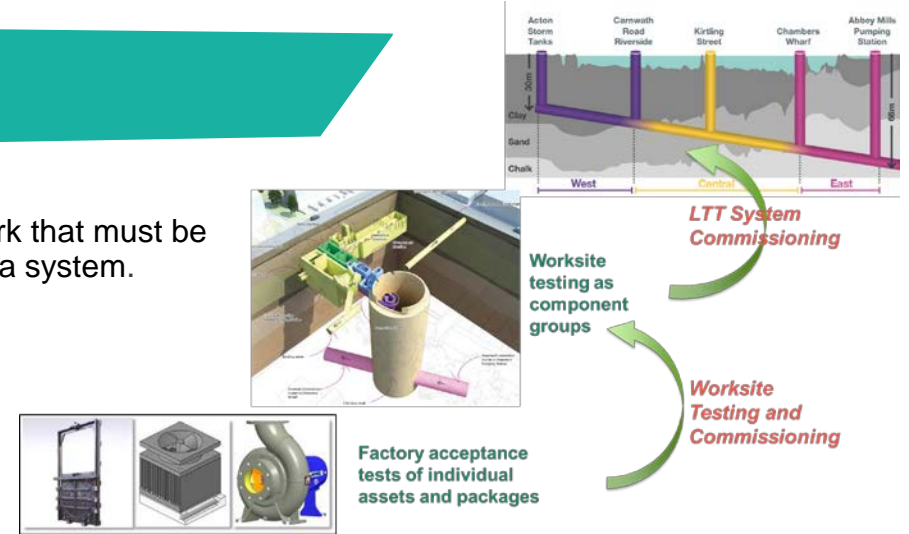 Acton Storm Tanks
Carnwath Road Riverside
Kirtling Street
Chambers Wharf
Abbey Mills Pumping Station
30m
66m
Clay
Sand
Chalk
West
Central
East
rk that must be
a system.
LTT System
Commissioning
Worksite
testing as
component
groups
Worksite
Testing and
Commissioning
Factory acceptance
tests of individual
assets and packages